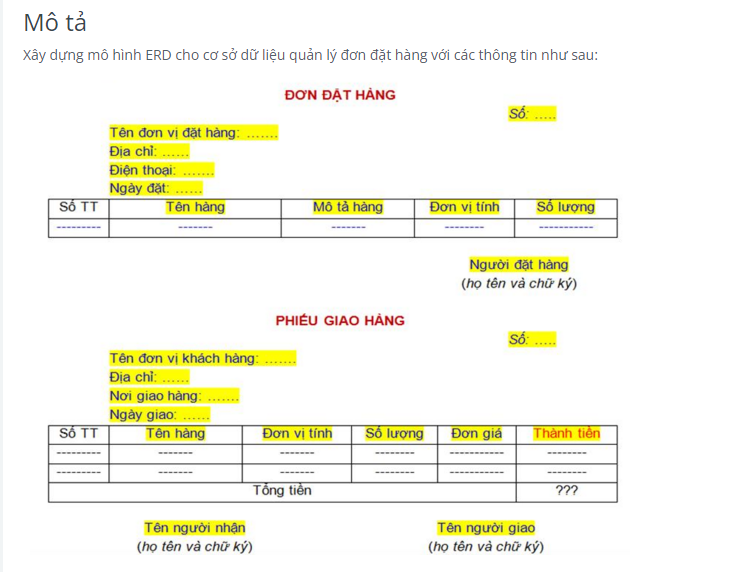 Mô tả
Xây dựng mô hình ERD cho cơ sở dữ liệu quản lý đơn đặt hàng với các thông tin như sau:
ĐƠN ĐẶT HÀNG
Số: .....
Tên đơn vị đặt hàng: .......
Địa chỉ: ......
Điện thoại: .......
Ngày đặt: ......
Số TT Tên hàng Mô tả hàng Đơn vị tính Số lượng
--------- ------- ------- -------- -----------
Người đặt hàng
(họ tên và chữ ký)
PHIẾU GIAO HÀNG
Số: .....
Tên đơn vị khách hàng: .......
Địa chỉ: ......
Nơi giao hàng: .......
Ngày giao: ......
Số TT Tên hàng Đơn vị tính Số lượng Đơn giá Thành tiền
--------- ------- ------- -------- ----------- --------
--------- ------- ------- -------- ----------- --------
Tổng tiền ???
Tên người nhận Tên người giao
(họ tên và chữ ký) (họ tên và chữ ký)